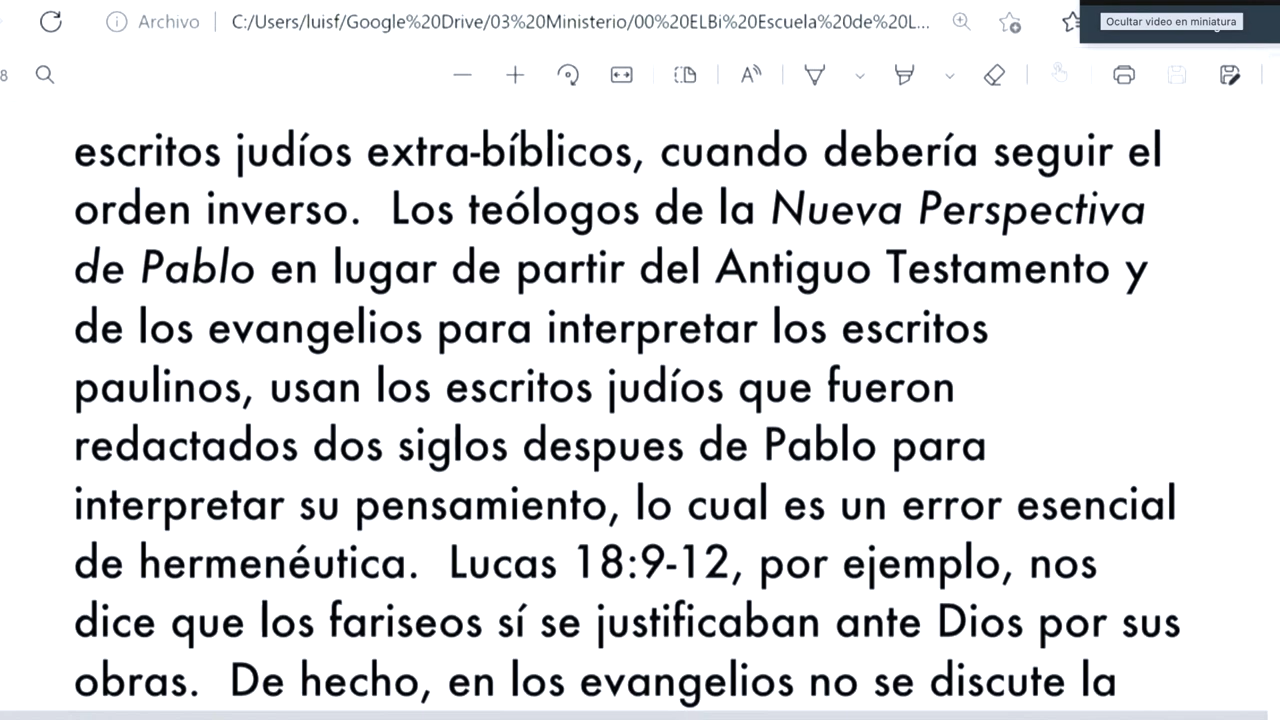 Archivo
C:/Users/luisf/Google%20Drive/03%20Ministerio/00%20ELBi%20Escuela%20de%20L...
Ocultar video en miniatura
8
escritos judíos extra-bíblicos, cuando debería seguir el
orden inverso.  Los teólogos de la Nueva Perspectiva
de Pablo en lugar de partir del Antiguo Testamento y
de los evangelios para interpretar los escritos
paulinos, usan los escritos judíos que fueron
redactados dos siglos despues de Pablo para
interpretar su pensamiento, lo cual es un error esencial
de hermenéutica.  Lucas 18:9-12, por ejemplo, nos
dice que los fariseos sí se justificaban ante Dios por sus
obras.  De hecho, en los evangelios no se discute la